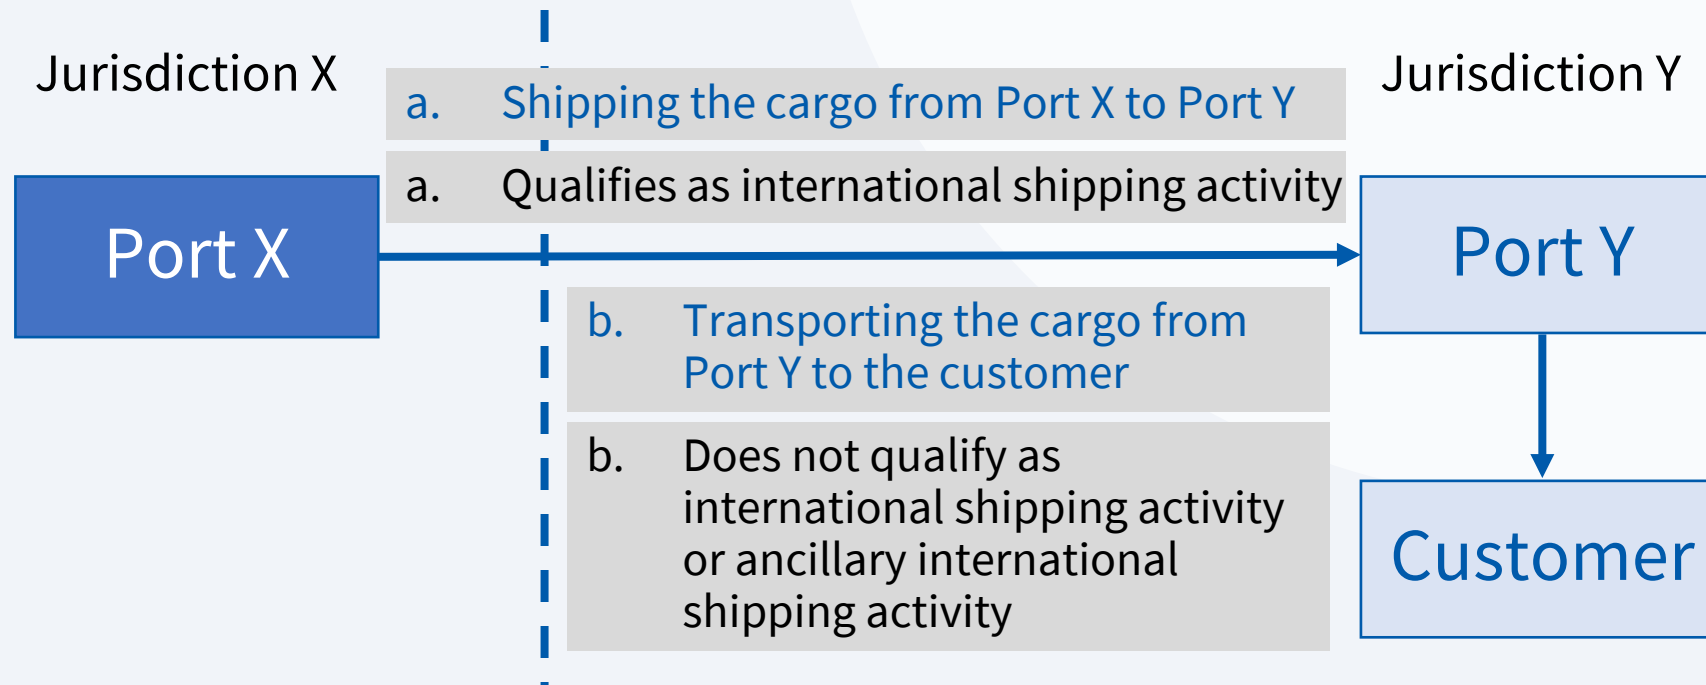 Jurisdiction X
Jurisdiction Y
a. Shipping the cargo from Port X to Port Y
a. Qualifies as international shipping activity
Port X
Port Y
b. Transporting the cargo from
Port Y to the customer
b. Does not qualify as
international shipping activity
or ancillary international
shipping activity
Customer